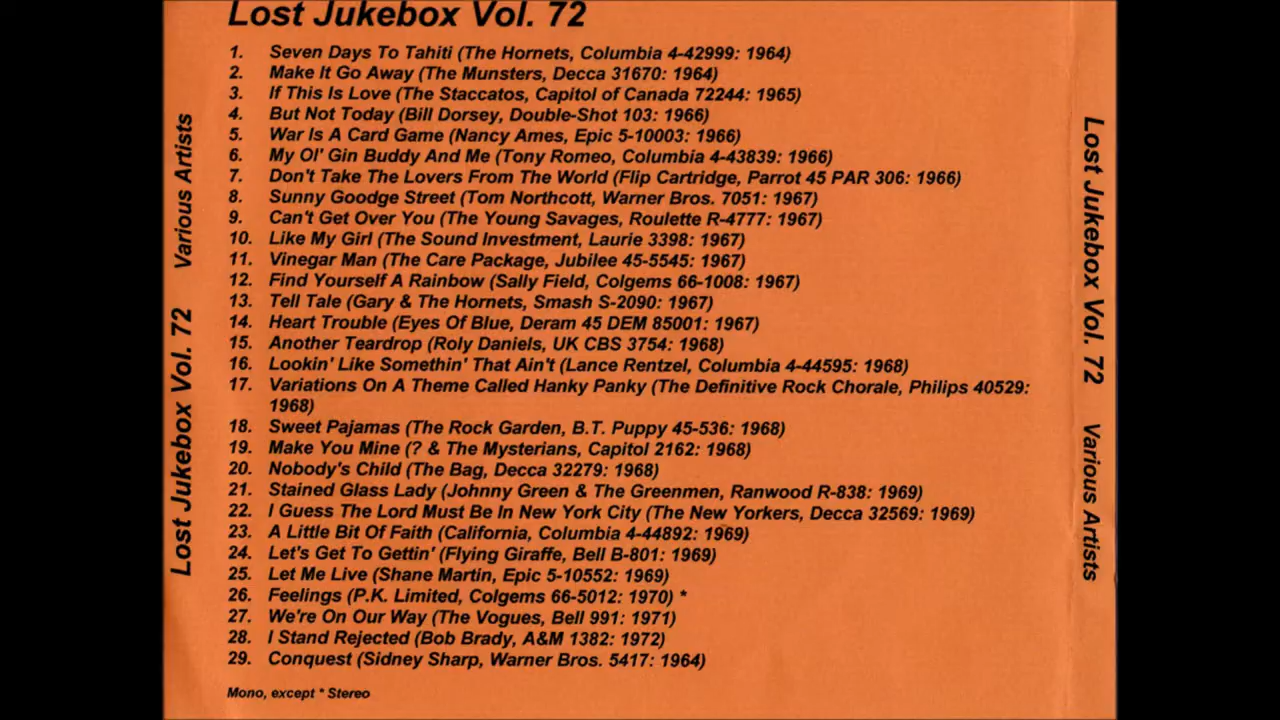 Lost Jukebox Vol. 72
1. Seven Days To Tahiti (The Hornets, Columbia 4-42999: 1964)
2. Make It Go Away (The Munsters, Decca 31670: 1964)
3. If This Is Love (The Staccatos, Capitol of Canada 72244: 1965)
4. But Not Today (Bill Dorsey, Double-Shot 103: 1966)
5. War Is A Card Game (Nancy Ames, Epic 5-10003: 1966)
6. My Ol' Gin Buddy And Me (Tony Romeo, Columbia 4-43839: 1966)
7. Don't Take The Lovers From The World (Flip Cartridge, Parrot 45 PAR 306: 1966)
8. Sunny Goodge Street (Tom Northcott, Warner Bros. 7051: 1967)
9. Can't Get Over You (The Young Savages, Roulette R-4777: 1967)
10. Like My Girl (The Sound Investment, Laurie 3398: 1967)
11. Vinegar Man (The Care Package, Jubilee 45-5545: 1967)
12. Find Yourself A Rainbow (Sally Field, Colgems 66-1008: 1967)
13. Tell Tale (Gary & The Hornets, Smash S-2090: 1967)
14. Heart Trouble (Eyes Of Blue, Deram 45 DEM 85001: 1967)
15. Another Teardrop (Roly Daniels, UK CBS 3754: 1968)
16. Lookin' Like Somethin' That Ain't (Lance Rentzel, Columbia 4-44595: 1968)
17. Variations On A Theme Called Hanky Panky (The Definitive Rock Chorale, Philips 40529:
1968)
18. Sweet Pajamas (The Rock Garden, B.T. Puppy 45-536: 1968)
19. Make You Mine (? & The Mysterians, Capitol 2162: 1968)
20. Nobody's Child (The Bag, Decca 32279: 1968)
21. Stained Glass Lady (Johnny Green & The Greenmen, Ranwood R-838: 1969)
22. I Guess The Lord Must Be In New York City (The New Yorkers, Decca 32569: 1969)
23. A Little Bit Of Faith (California, Columbia 4-44892: 1969)
24. Let's Get To Gettin' (Flying Giraffe, Bell B-801: 1969)
25. Let Me Live (Shane Martin, Epic 5-10552: 1969)
26. Feelings (P.K. Limited, Colgems 66-5012: 1970) *
27. We're On Our Way (The Vogues, Bell 991: 1971)
28. I Stand Rejected (Bob Brady, A&M 1382: 1972)
29. Conquest (Sidney Sharp, Warner Bros. 5417: 1964)
Mono, except * Stereo
Lost Jukebox Vol. 72 Various Artists
Lost Jukebox Vol. 72 Various Artists